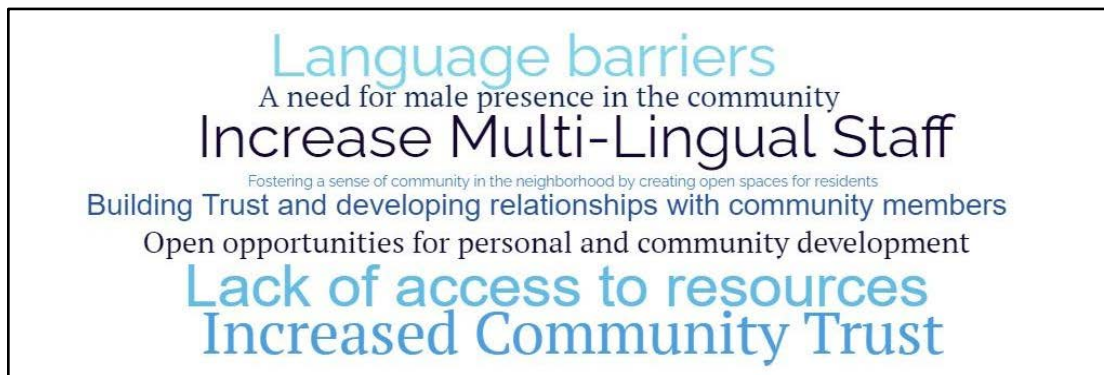 Language barriers
A need for male presence in the community
Increase Multi-Lingual Staff
Fostering a sense of community in the neighborhood by creating open spaces for residents
Building Trust and developing relationships with community members
Open opportunities for personal and community development
Lack of access to resources
Increased Community Trust